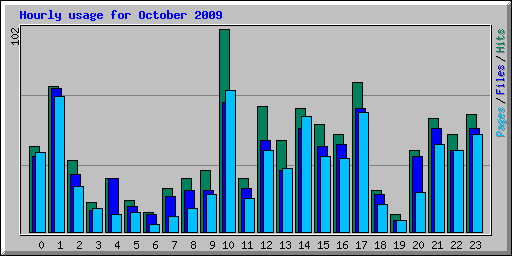 Hourly usage for October 2009
102
Pages / Files / Hits
0 1 2 3 4 5 6 7 8 9 10 11 12 13 14 15 16 17 18 19 20 21 22 23